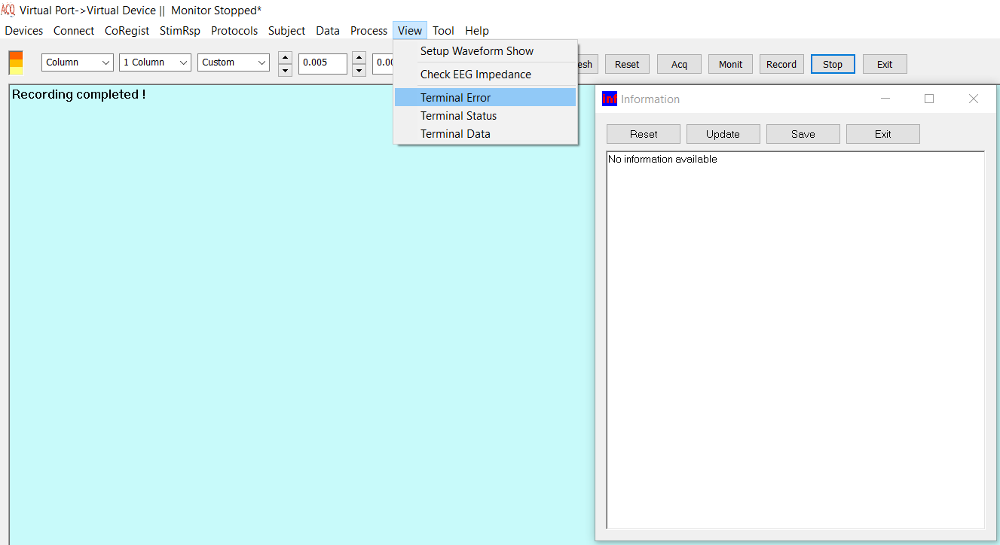 ACQ Virtual Port->Virtual Device || Monitor Stopped*
Devices Connect CoRegist StimRsp Protocols Subject Data Process View Tool Help
Column 1 Column Custom 0.005 0.00 esh Reset Acq Monit Record Stop Exit
Setup Waveform Show
Check EEG Impedance
Terminal Error
Terminal Status
Terminal Data
Recording completed !
Inf Information
Reset Update Save Exit
No information available